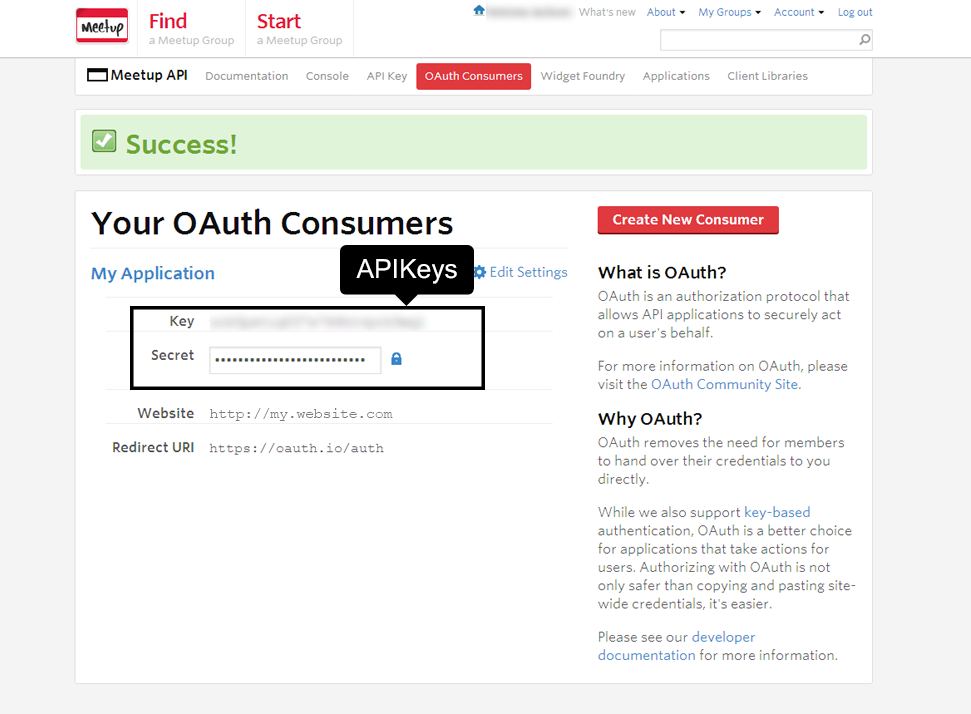 Meetup
Find
a Meetup Group
Start
a Meetup Group
What's new About My Groups Account Log out
Meetup API Documentation Console API Key OAuth Consumers Widget Foundry Applications Client Libraries
Success!
Your OAuth Consumers
My Application
APIKeys
Edit Settings
Key
Secret ••••••••••••••••••••••••••
Website http://my.website.com
Redirect URI https://oauth.io/auth
Create New Consumer
What is OAuth?
OAuth is an authorization protocol that
allows API applications to securely act
on a user's behalf.
For more information on OAuth, please
visit the OAuth Community Site.
Why OAuth?
OAuth removes the need for members
to hand over their credentials to you
directly.
While we also support key-based
authentication, OAuth is a better choice
for applications that take actions for
users. Authorizing with OAuth is not
only safer than copying and pasting site-
wide credentials, it's easier.
Please see our developer
documentation for more information.